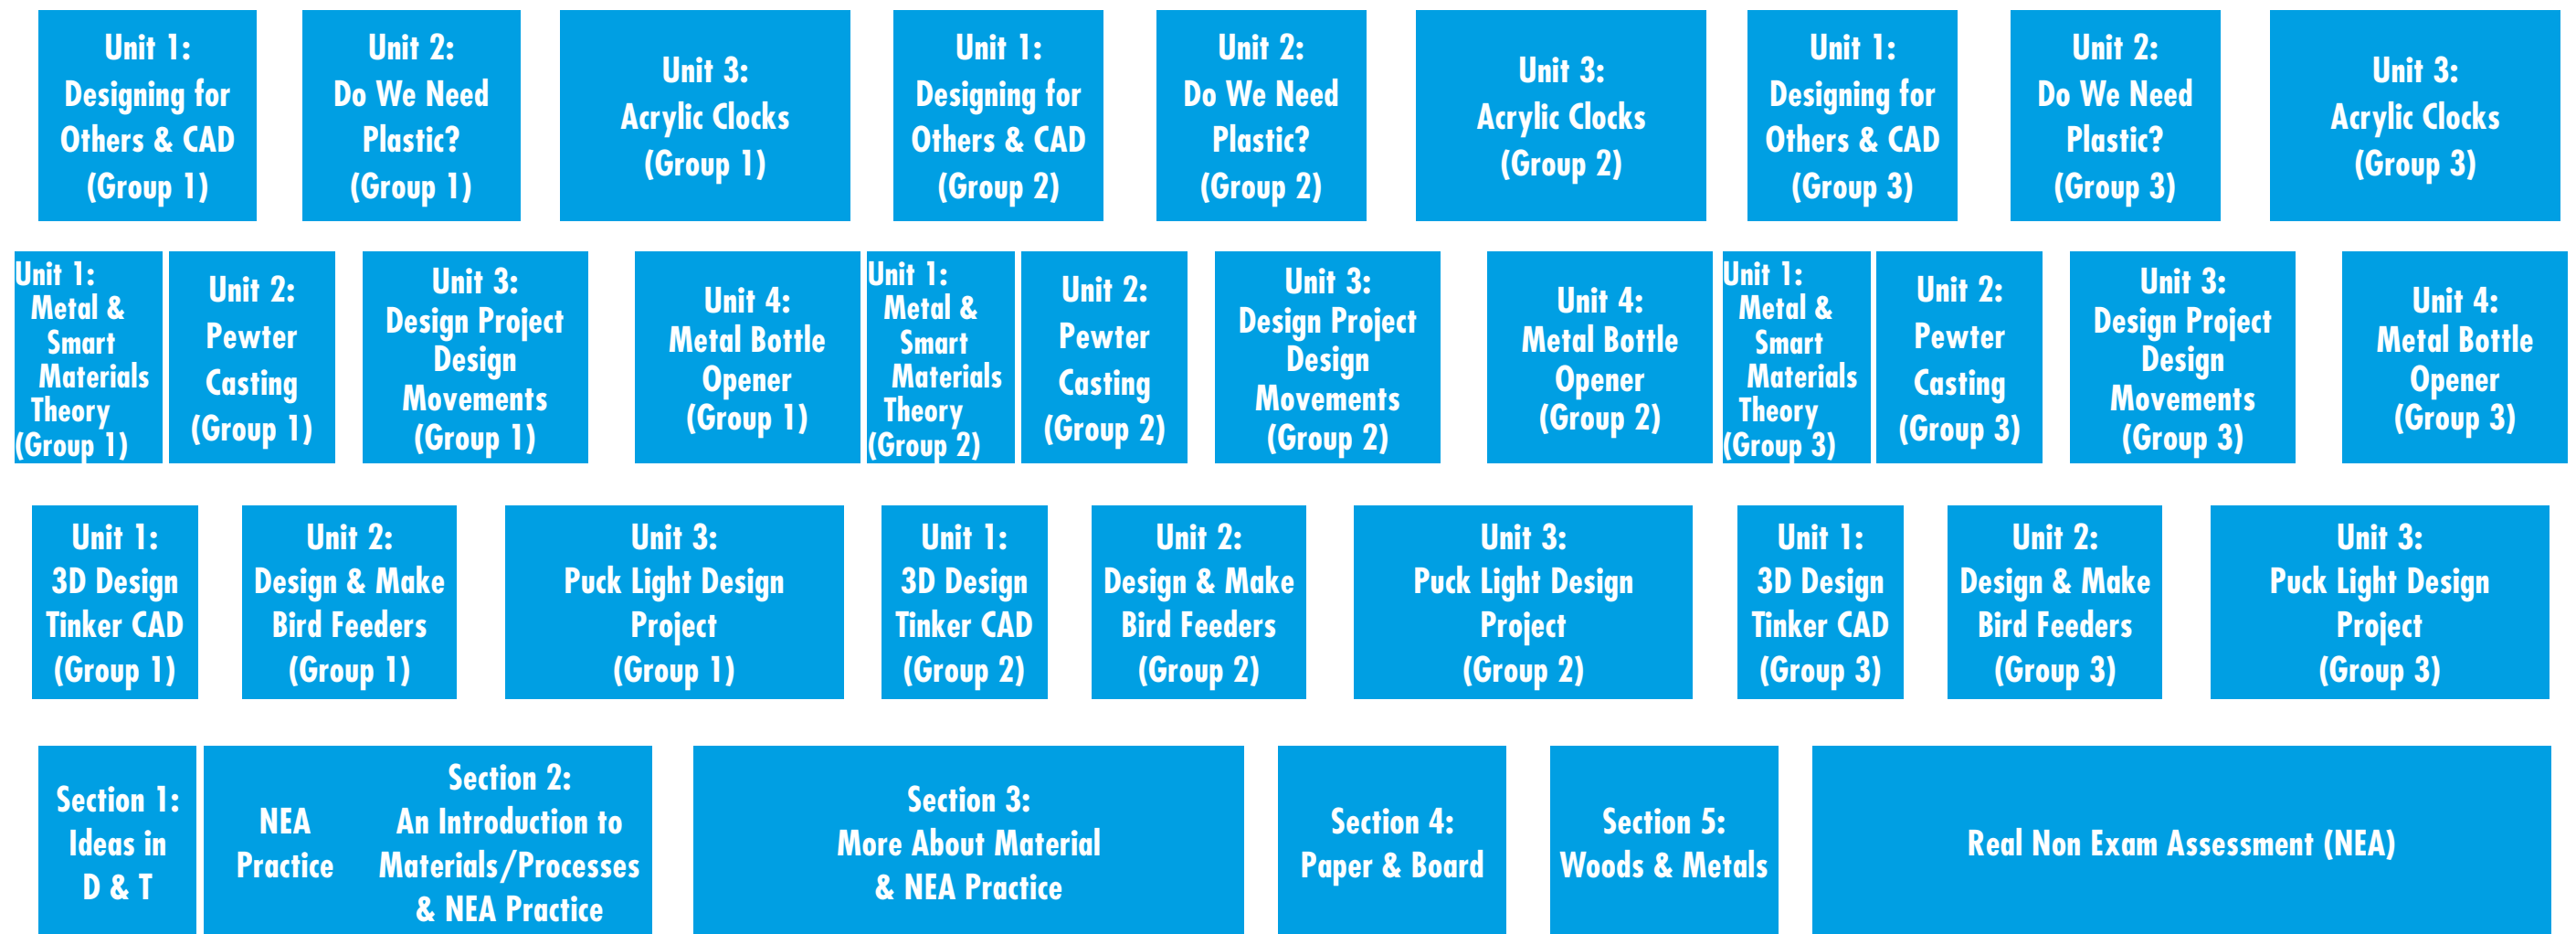 Unit 1:
Designing for
Others & CAD
(Group 1)
Unit 2:
Do We Need
Plastic?
(Group 1)
Unit 3:
Acrylic Clocks
(Group 1)
Unit 1:
Designing for
Others & CAD
(Group 2)
Unit 2:
Do We Need
Plastic?
(Group 2)
Unit 3:
Acrylic Clocks
(Group 2)
Unit 1:
Designing for
Others & CAD
(Group 3)
Unit 2:
Do We Need
Plastic?
(Group 3)
Unit 3:
Acrylic Clocks
(Group 3)
Unit 1:
Metal &
Smart
Materials
Theory
(Group 1)
Unit 2:
Pewter
Casting
(Group 1)
Unit 3:
Design Project
Design
Movements
(Group 1)
Unit 4:
Metal Bottle
Opener
(Group 1)
Unit 1:
Metal &
Smart
Materials
Theory
(Group 2)
Unit 2:
Pewter
Casting
(Group 2)
Unit 3:
Design Project
Design
Movements
(Group 2)
Unit 4:
Metal Bottle
Opener
(Group 2)
Unit 1:
Metal &
Smart
Materials
Theory
(Group 3)
Unit 2:
Pewter
Casting
(Group 3)
Unit 3:
Design Project
Design
Movements
(Group 3)
Unit 4:
Metal Bottle
Opener
(Group 3)
Unit 1:
3D Design
Tinker CAD
(Group 1)
Unit 2:
Design & Make
Bird Feeders
(Group 1)
Unit 3:
Puck Light Design
Project
(Group 1)
Unit 1:
3D Design
Tinker CAD
(Group 2)
Unit 2:
Design & Make
Bird Feeders
(Group 2)
Unit 3:
Puck Light Design
Project
(Group 2)
Unit 1:
3D Design
Tinker CAD
(Group 3)
Unit 2:
Design & Make
Bird Feeders
(Group 3)
Unit 3:
Puck Light Design
Project
(Group 3)
Section 1:
Ideas in
D & T
NEA
Practice
Section 2:
An Introduction to
Materials/Processes
& NEA Practice
Section 3:
More About Material
& NEA Practice
Section 4:
Paper & Board
Section 5:
Woods & Metals
Real Non Exam Assessment (NEA)